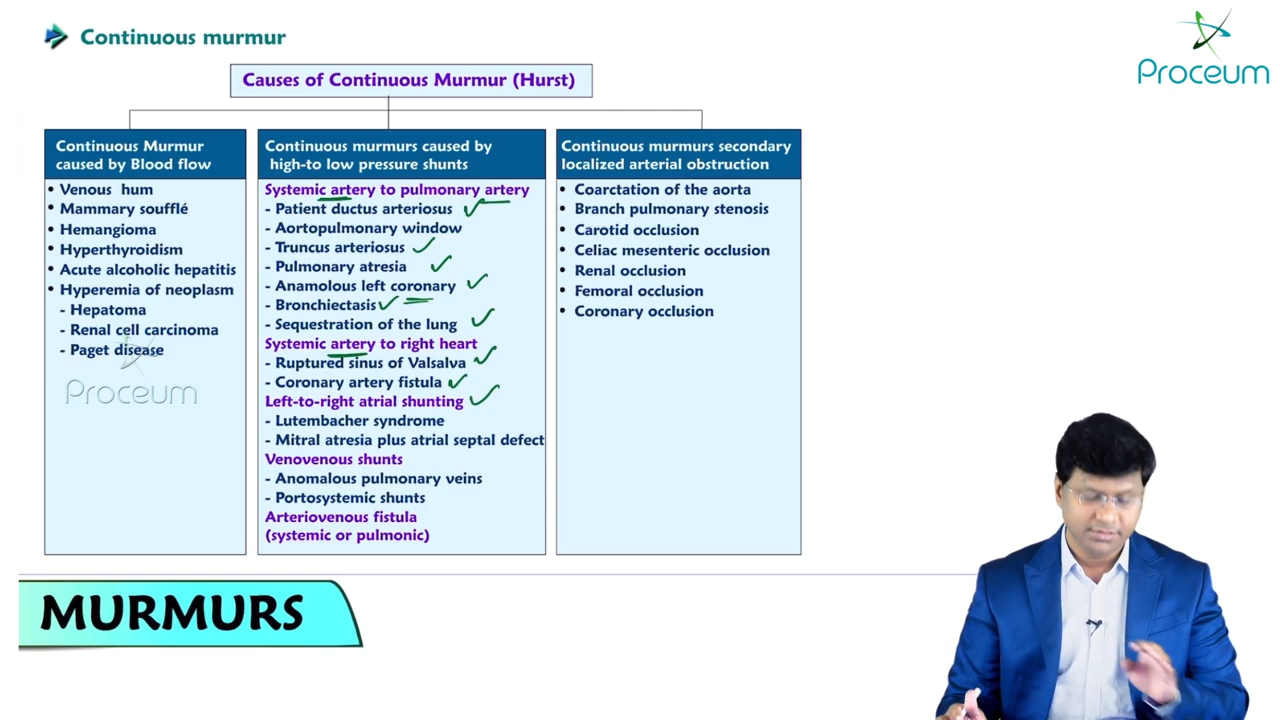 Continuous murmur
Proceum
Causes of Continuous Murmur (Hurst)
Continuous Murmur
caused by Blood flow
• Venous hum
• Mammary soufflé
• Hemangioma
• Hyperthyroidism
• Acute alcoholic hepatitis
• Hyperemia of neoplasm
- Hepatoma
- Renal cell carcinoma
- Paget disease
Proceum
Continuous murmurs caused by
high-to low pressure shunts
Systemic artery to pulmonary artery
- Patient ductus arteriosus
- Aortopulmonary window
- Truncus arteriosus
- Pulmonary atresia
- Anamolous left coronary
- Bronchiectasis
- Sequestration of the lung
Systemic artery to right heart
- Ruptured sinus of Valsalva
- Coronary artery fistula
Left-to-right atrial shunting
- Lutembacher syndrome
- Mitral atresia plus atrial septal defect
Venovenous shunts
- Anomalous pulmonary veins
- Portosystemic shunts
Arteriovenous fistula
(systemic or pulmonic)
Continuous murmurs secondary
localized arterial obstruction
• Coarctation of the aorta
• Branch pulmonary stenosis
• Carotid occlusion
• Celiac mesenteric occlusion
• Renal occlusion
• Femoral occlusion
• Coronary occlusion
MURMURS